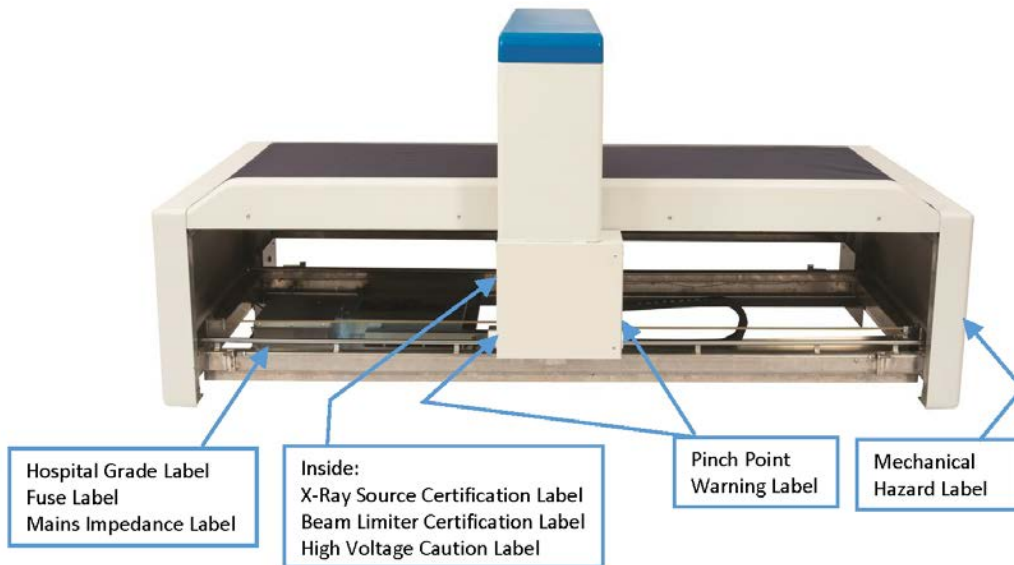 Hospital Grade Label
Fuse Label
Mains Impedance Label
Inside:
X-Ray Source Certification Label
Beam Limiter Certification Label
High Voltage Caution Label
Pinch Point
Warning Label
Mechanical
Hazard Label